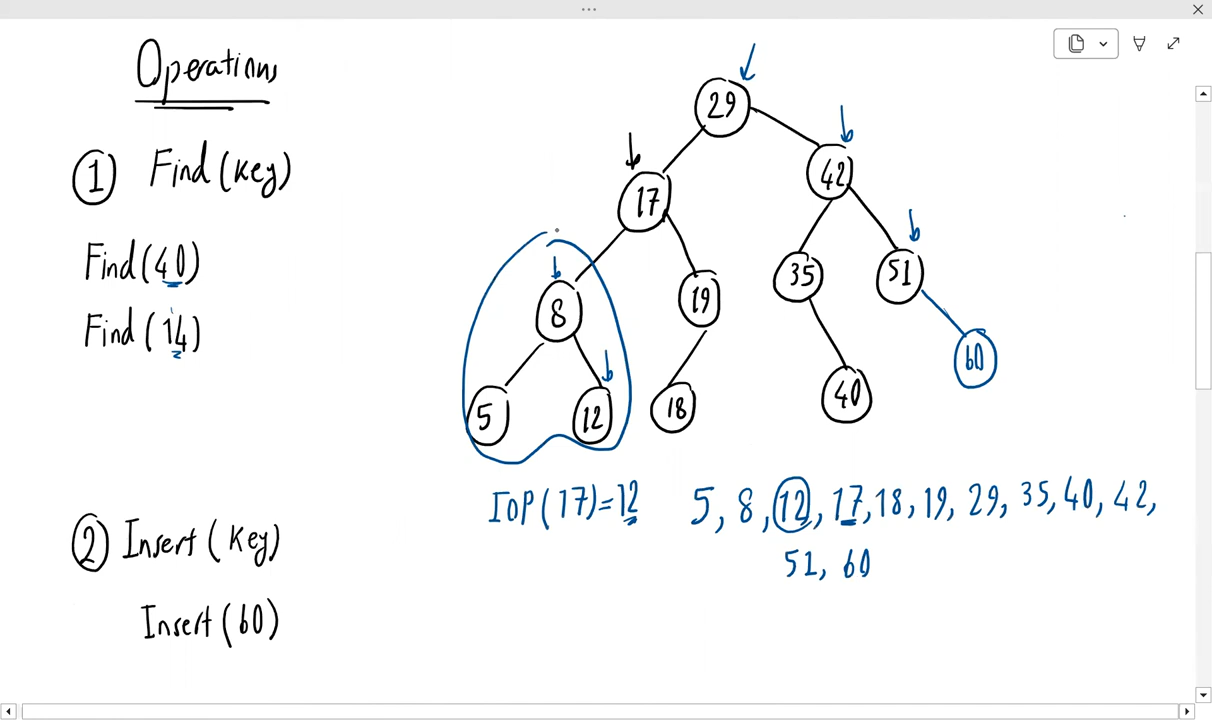 Operations
① Find(Key)
Find(40)
Find(14)
② Insert(Key)
Insert(60)
29
17
42
8
19
35
51
5
12
18
40
60
IOP(17)=12
5, 8, 12, 17, 18, 19, 29, 35, 40, 42,
51, 60